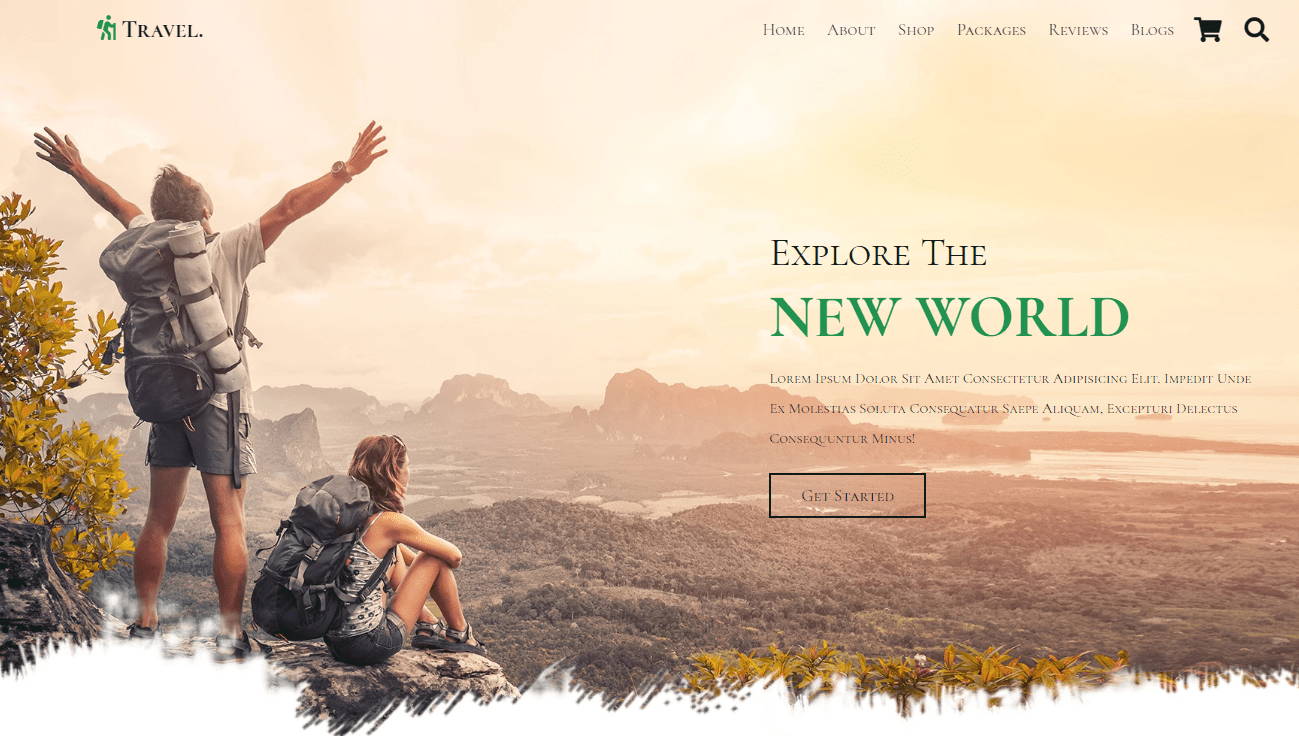 Travel.
Home About Shop Packages Reviews Blogs
Explore The
NEW WORLD
Lorem Ipsum Dolor Sit Amet Consectetur Adipisicing Elit. Impedit Unde
Ex Molestias Soluta Consequatur Saepe Aliquam, Excepturi Delectus
Consequuntur Minus!
Get Started